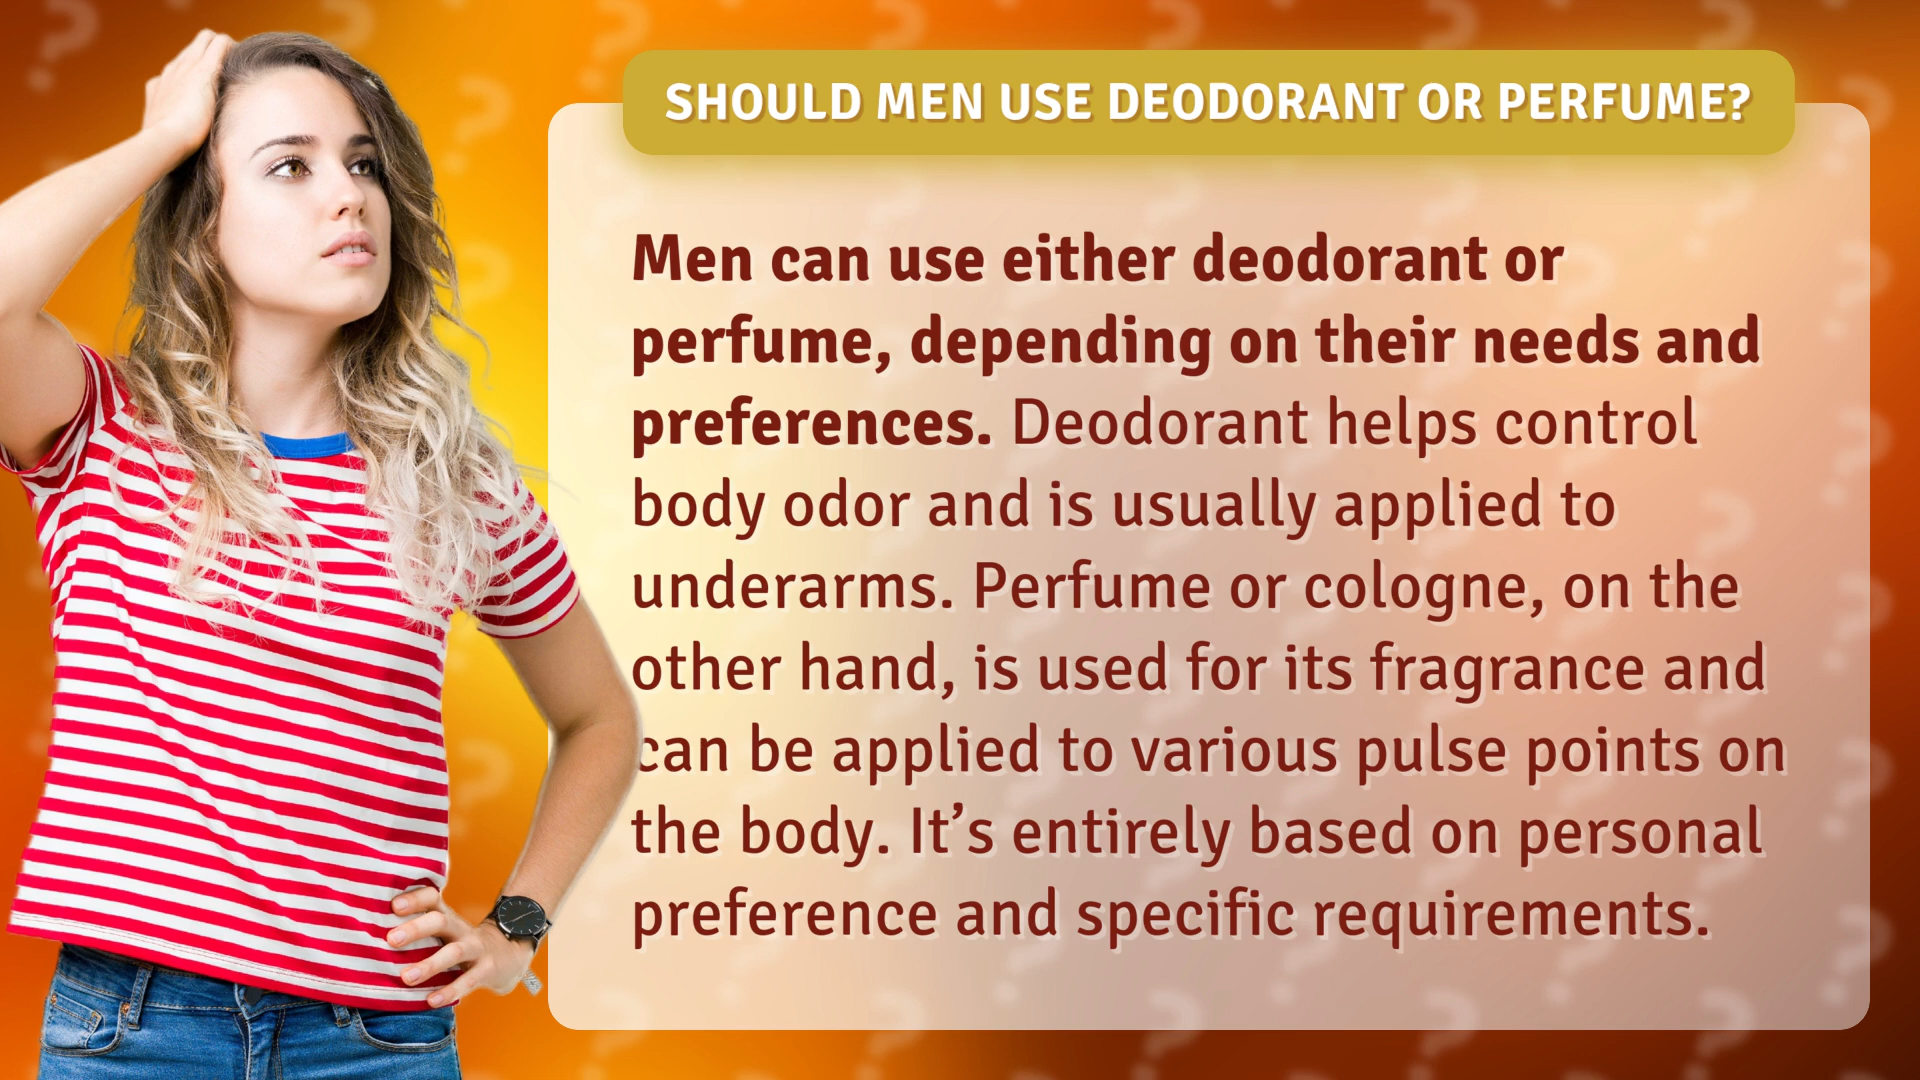 SHOULD MEN USE DEODORANT OR PERFUME?
Men can use either deodorant or
perfume, depending on their needs and
preferences. Deodorant helps control
body odor and is usually applied to
underarms. Perfume or cologne, on the
other hand, is used for its fragrance and
can be applied to various pulse points on
the body. It’s entirely based on personal
preference and specific requirements.